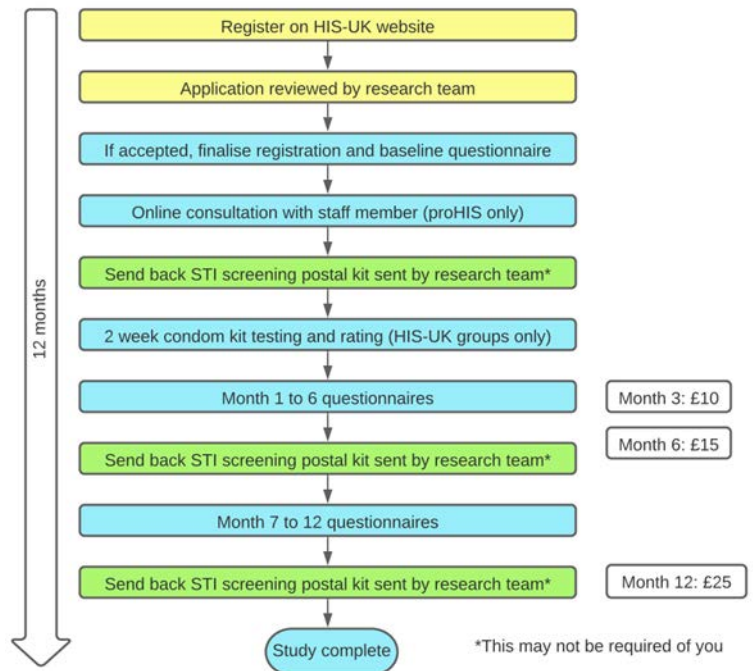 Register on HIS-UK website
Application reviewed by research team
If accepted, finalise registration and baseline questionnaire
Online consultation with staff member (proHIS only)
Send back STI screening postal kit sent by research team*
12 months
2 week condom kit testing and rating (HIS-UK groups only)
Month 1 to 6 questionnaires
Month 3: £10
Month 6: £15
Send back STI screening postal kit sent by research team*
Month 7 to 12 questionnaires
Send back STI screening postal kit sent by research team*
Month 12: £25
Study complete
*This may not be required of you